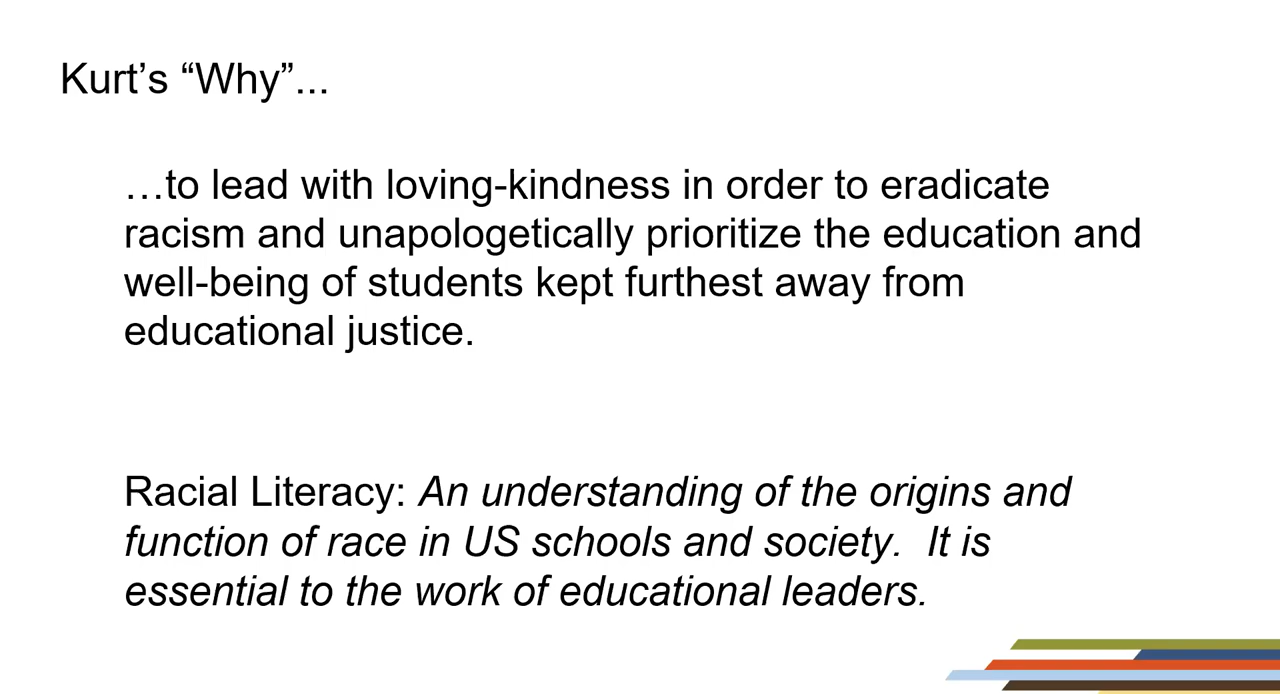 Kurt’s “Why”...
…to lead with loving-kindness in order to eradicate
racism and unapologetically prioritize the education and
well-being of students kept furthest away from
educational justice.
Racial Literacy: An understanding of the origins and
function of race in US schools and society.  It is
essential to the work of educational leaders.